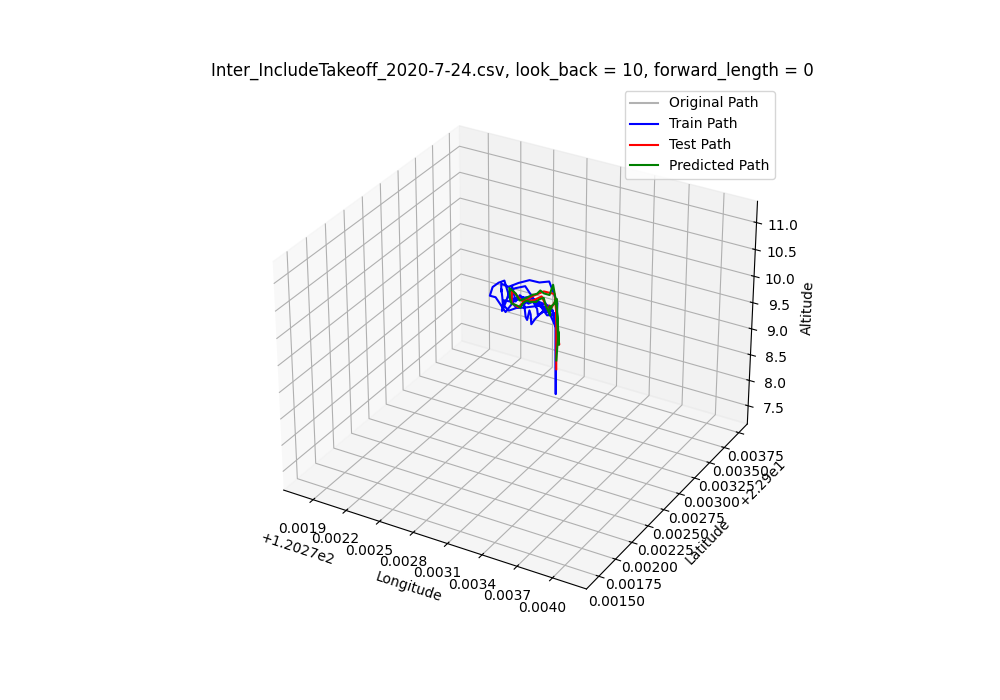 Inter_IncludeTakeoff_2020-7-24.csv, look_back = 10, forward_length = 0
Original Path
Train Path
Test Path
Predicted Path
11.0
10.5
10.0
9.5
9.0
8.5
8.0
7.5
Altitude
0.00375
0.00350
0.00325
0.00300
0.00275
0.00250
0.00225
0.00200
0.00175
0.00150
+2.29e1
Latitude
0.0019
0.0022
0.0025
0.0028
0.0031
0.0034
0.0037
0.0040
+1.2027e2
Longitude